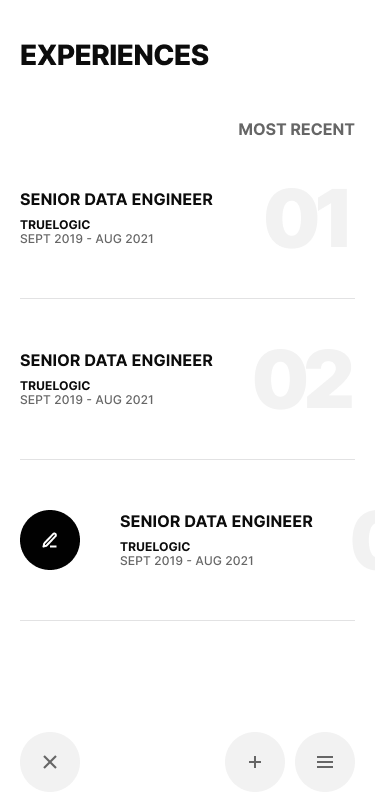 EXPERIENCES
MOST RECENT
SENIOR DATA ENGINEER
TRUELOGIC
SEPT 2019 - AUG 2021
01
SENIOR DATA ENGINEER
TRUELOGIC
SEPT 2019 - AUG 2021
02
SENIOR DATA ENGINEER
TRUELOGIC
SEPT 2019 - AUG 2021
0